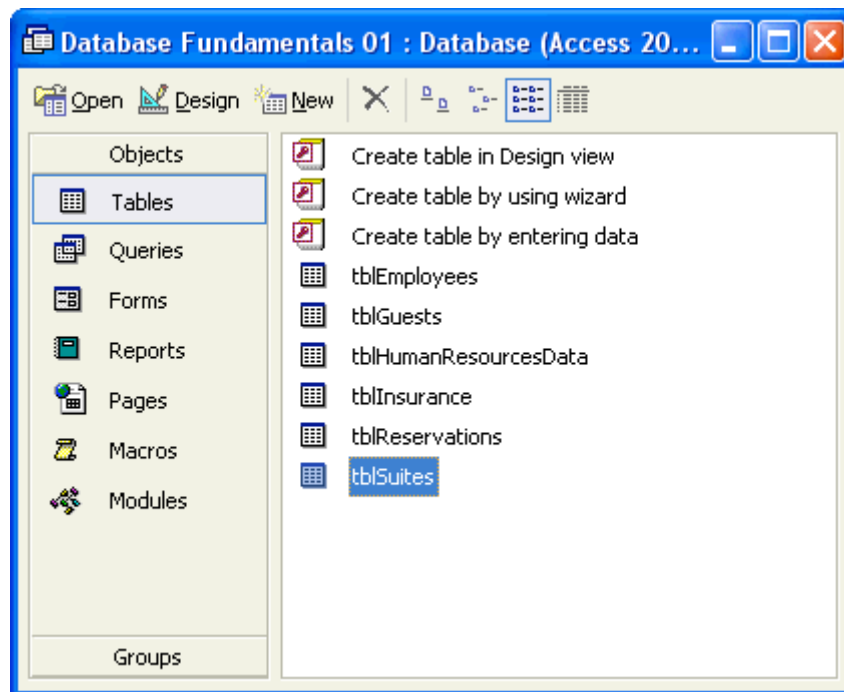 Database Fundamentals 01 : Database (Access 20...
Open Design New
Objects
Tables
Queries
Forms
Reports
Pages
Macros
Modules
Groups
Create table in Design view
Create table by using wizard
Create table by entering data
tblEmployees
tblGuests
tblHumanResourcesData
tblInsurance
tblReservations
tblSuites